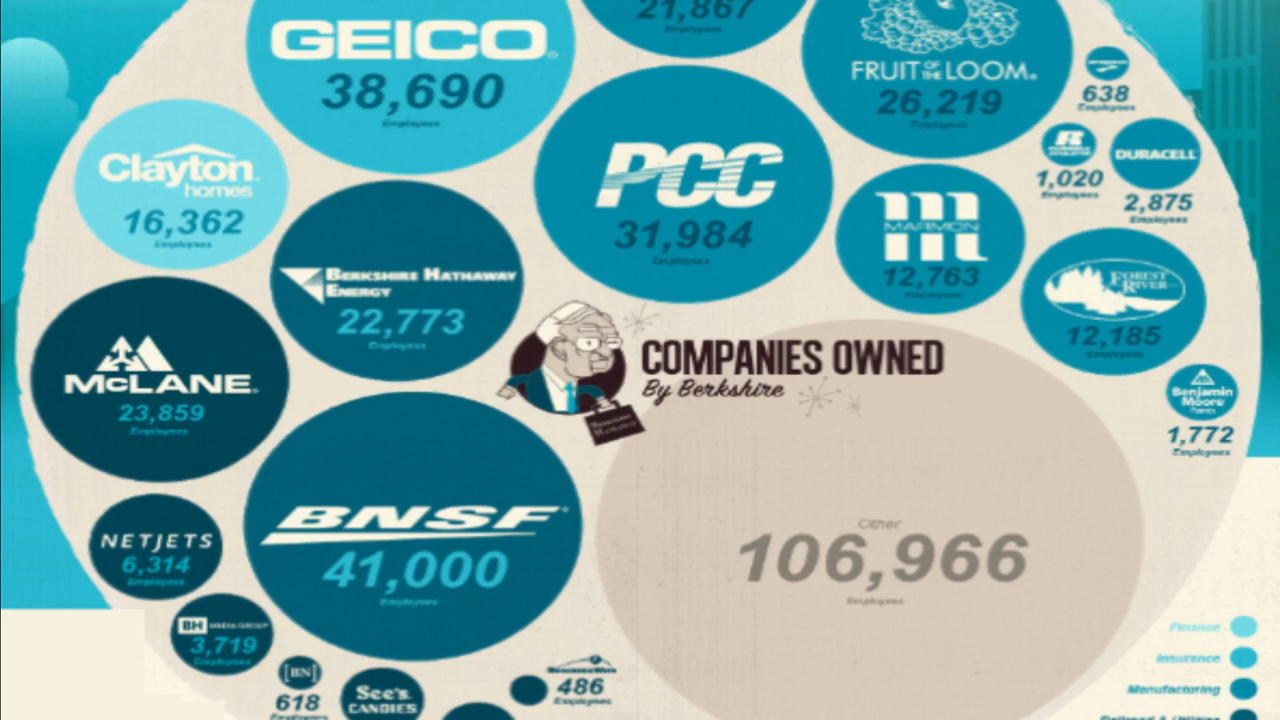 21,867
Employees
GEICO
38,690
Employees
FRUIT OF THE LOOM
26,219
Employees
638
Employees
PCC
31,984
Employees
1,020
Employees
DURACELL
2,875
Employees
Clayton
homes
16,362
Employees
MARMON
12,763
Employees
BERKSHIRE HATHAWAY
ENERGY
22,773
Employees
FOREST
RIVER
12,185
Employees
McLANE
23,859
Employees
COMPANIES OWNED
By Berkshire
Benjamin
Moore
Paints
1,772
Employees
BNSF
41,000
Employees
Other
106,966
Employees
NETJETS
6,314
Employees
BH MEDIA GROUP
3,719
Employees
[BN]
618
Employees
See's
CANDIES
486
Employees
Finance
Insurance
Manufacturing